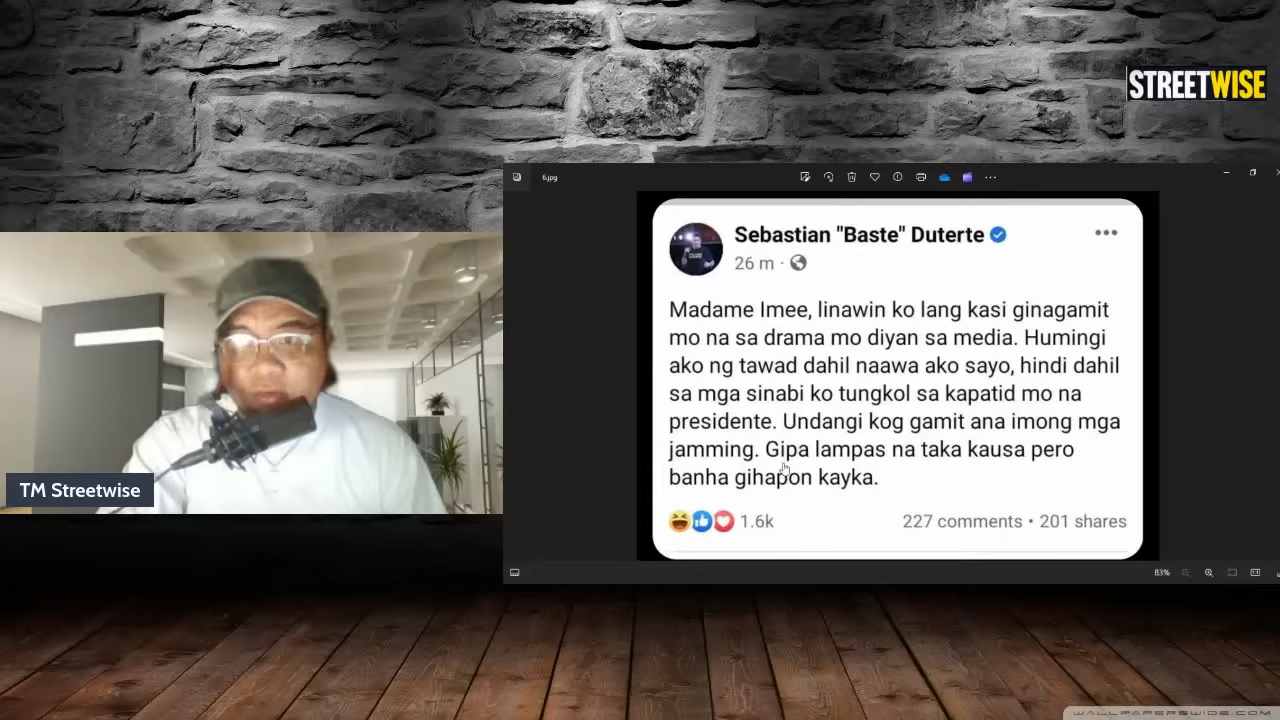 STREETWISE
6.jpg
Sebastian "Baste" Duterte
26 m ·
Madame Imee, linawin ko lang kasi ginagamit
mo na sa drama mo diyan sa media. Humingi
ako ng tawad dahil naawa ako sayo, hindi dahil
sa mga sinabi ko tungkol sa kapatid mo na
presidente. Undangi kog gamit ana imong mga
jamming. Gipa lampas na taka kausa pero
banha gihapon kayka.
1.6k
227 comments • 201 shares
TM Streetwise
83%
WALLPAPERSWIDE.COM